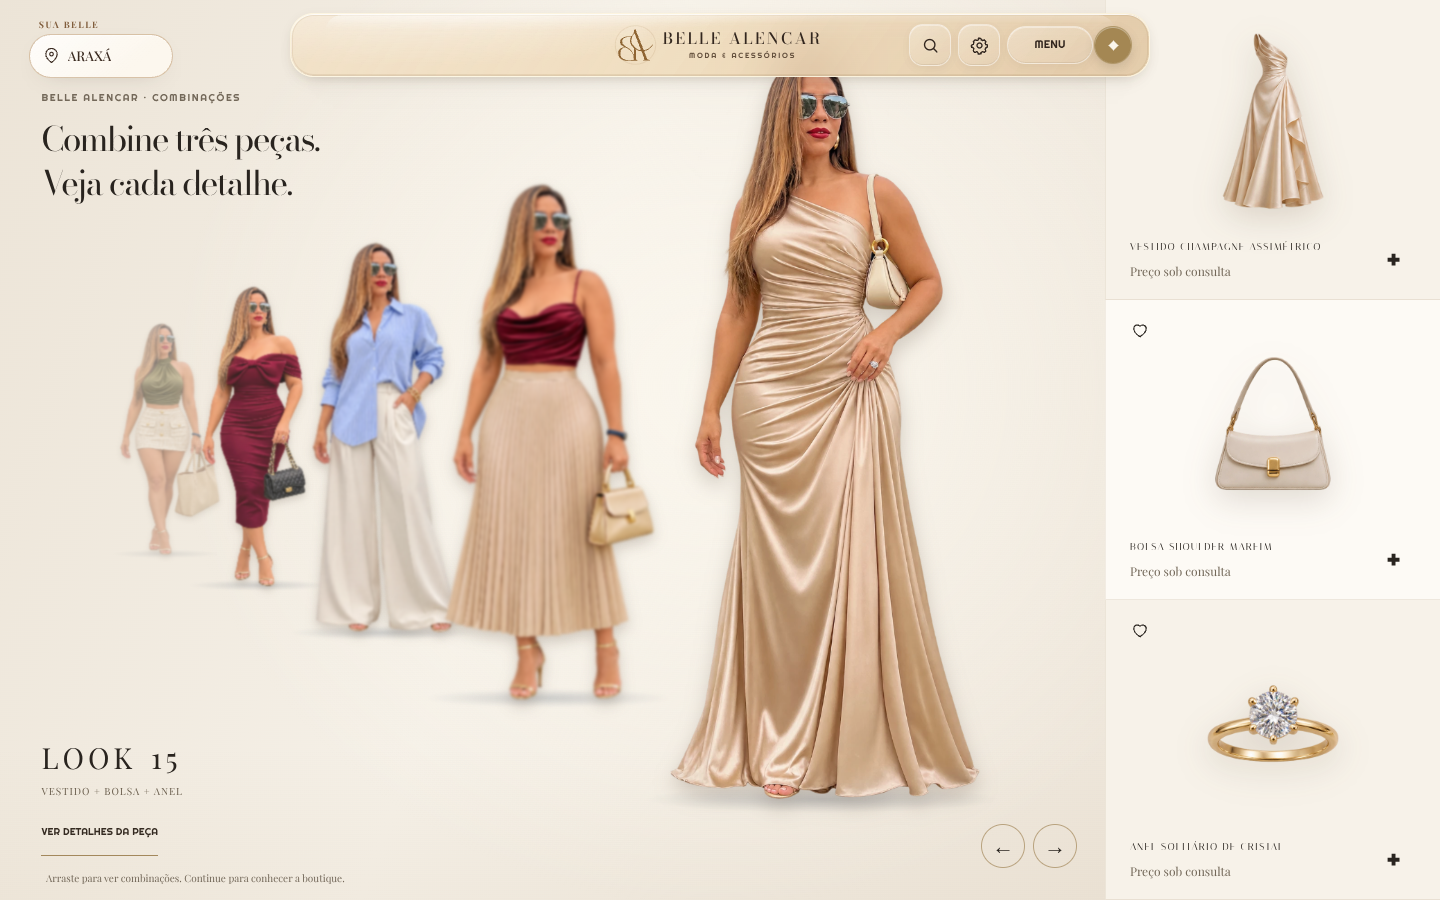 SUA BELLE
ARAXÁ
BELLE ALENCAR
MODA & ACESSÓRIOS
MENU
BELLE ALENCAR · COMBINAÇÕES
Combine três peças.
Veja cada detalhe.
VESTIDO CHAMPAGNE ASSIMÉTRICO
Preço sob consulta
BOLSA SHOULDER MARFIM
Preço sob consulta
ANEL SOLITÁRIO DE CRISTAL
Preço sob consulta
LOOK 15
VESTIDO + BOLSA + ANEL
VER DETALHES DA PEÇA
Arraste para ver combinações. Continue para conhecer a boutique.